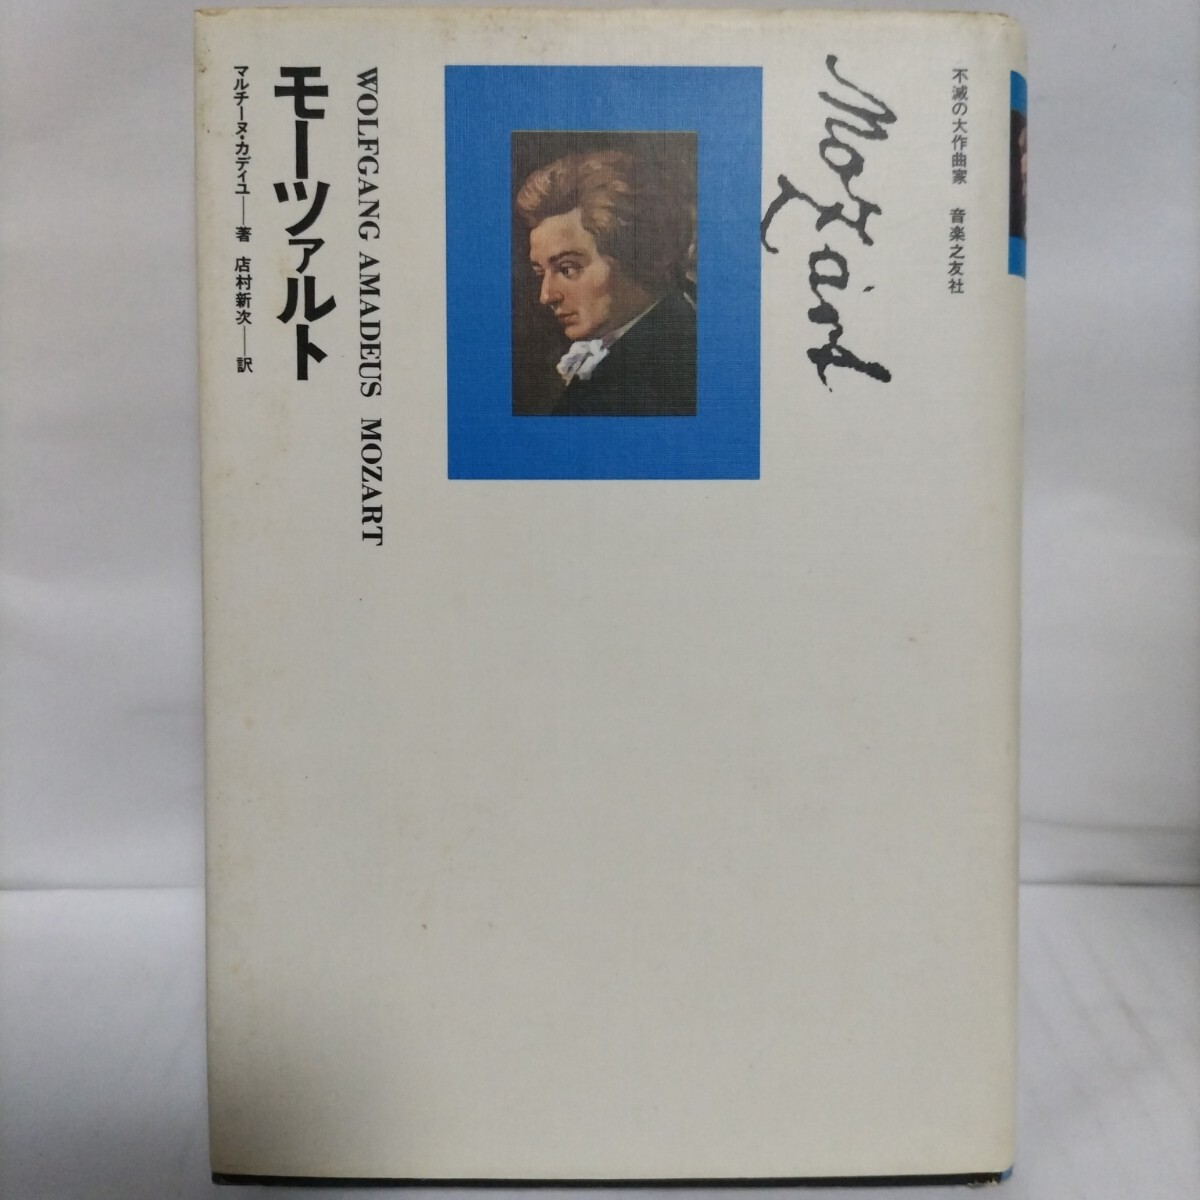 不滅の大作曲家 音楽之友社
Mozart
WOLFGANG AMADEUS MOZART
モーツァルト
マルチーヌ・カディユ──著 店村新次──訳